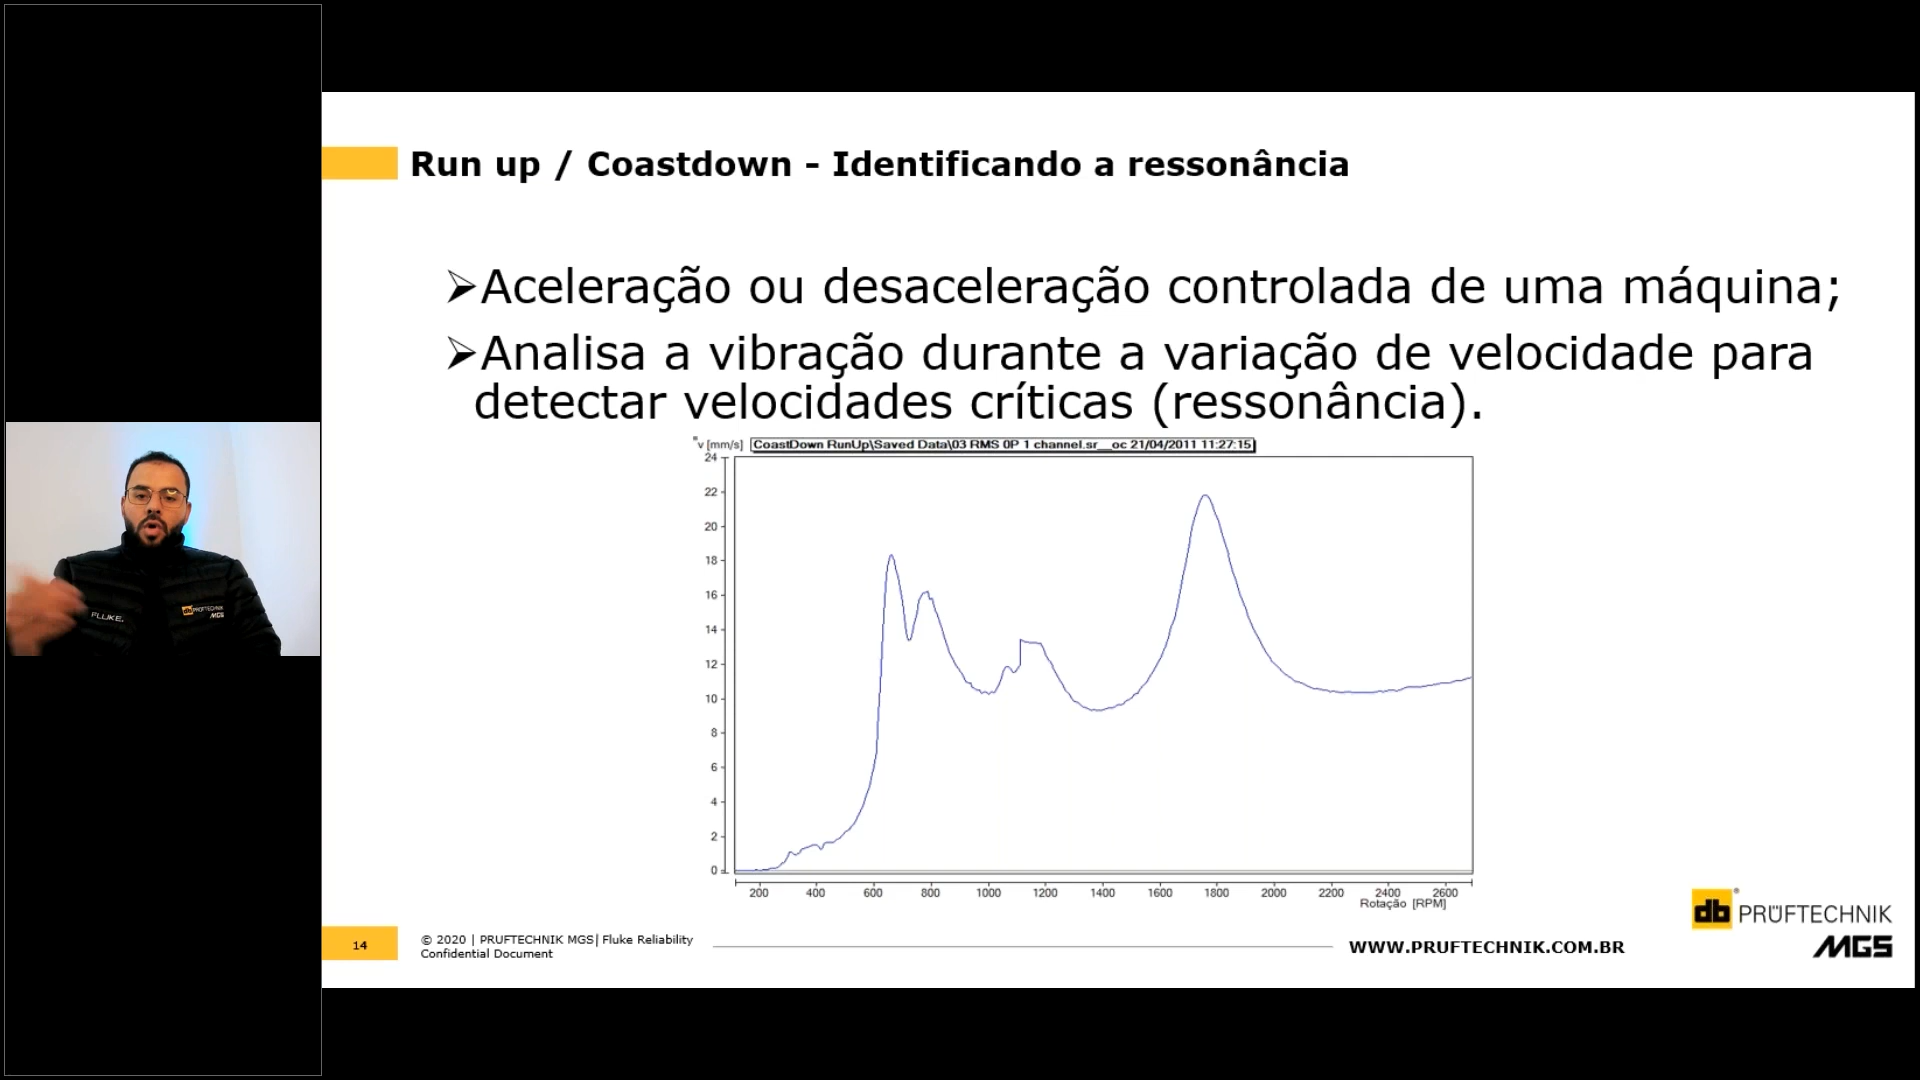 Run up / Coastdown - Identificando a ressonância
➢Aceleração ou desaceleração controlada de uma máquina;
➢Analisa a vibração durante a variação de velocidade para
detectar velocidades críticas (ressonância).
v [mm/s] CoastDown RunUp\Saved Data\03 RMS 0P 1 channel.sr__oc 21/04/2011 11:27:15
24
22
20
18
16
14
12
10
8
6
4
2
0
200 400 600 800 1000 1200 1400 1600 1800 2000 2200 2400 2600
Rotação [RPM]
FLUKE.
db PRÜFTECHNIK
MGS
14
© 2020 | PRUFTECHNIK MGS| Fluke Reliability
Confidential Document
WWW.PRUFTECHNIK.COM.BR
db PRÜFTECHNIK
MGS